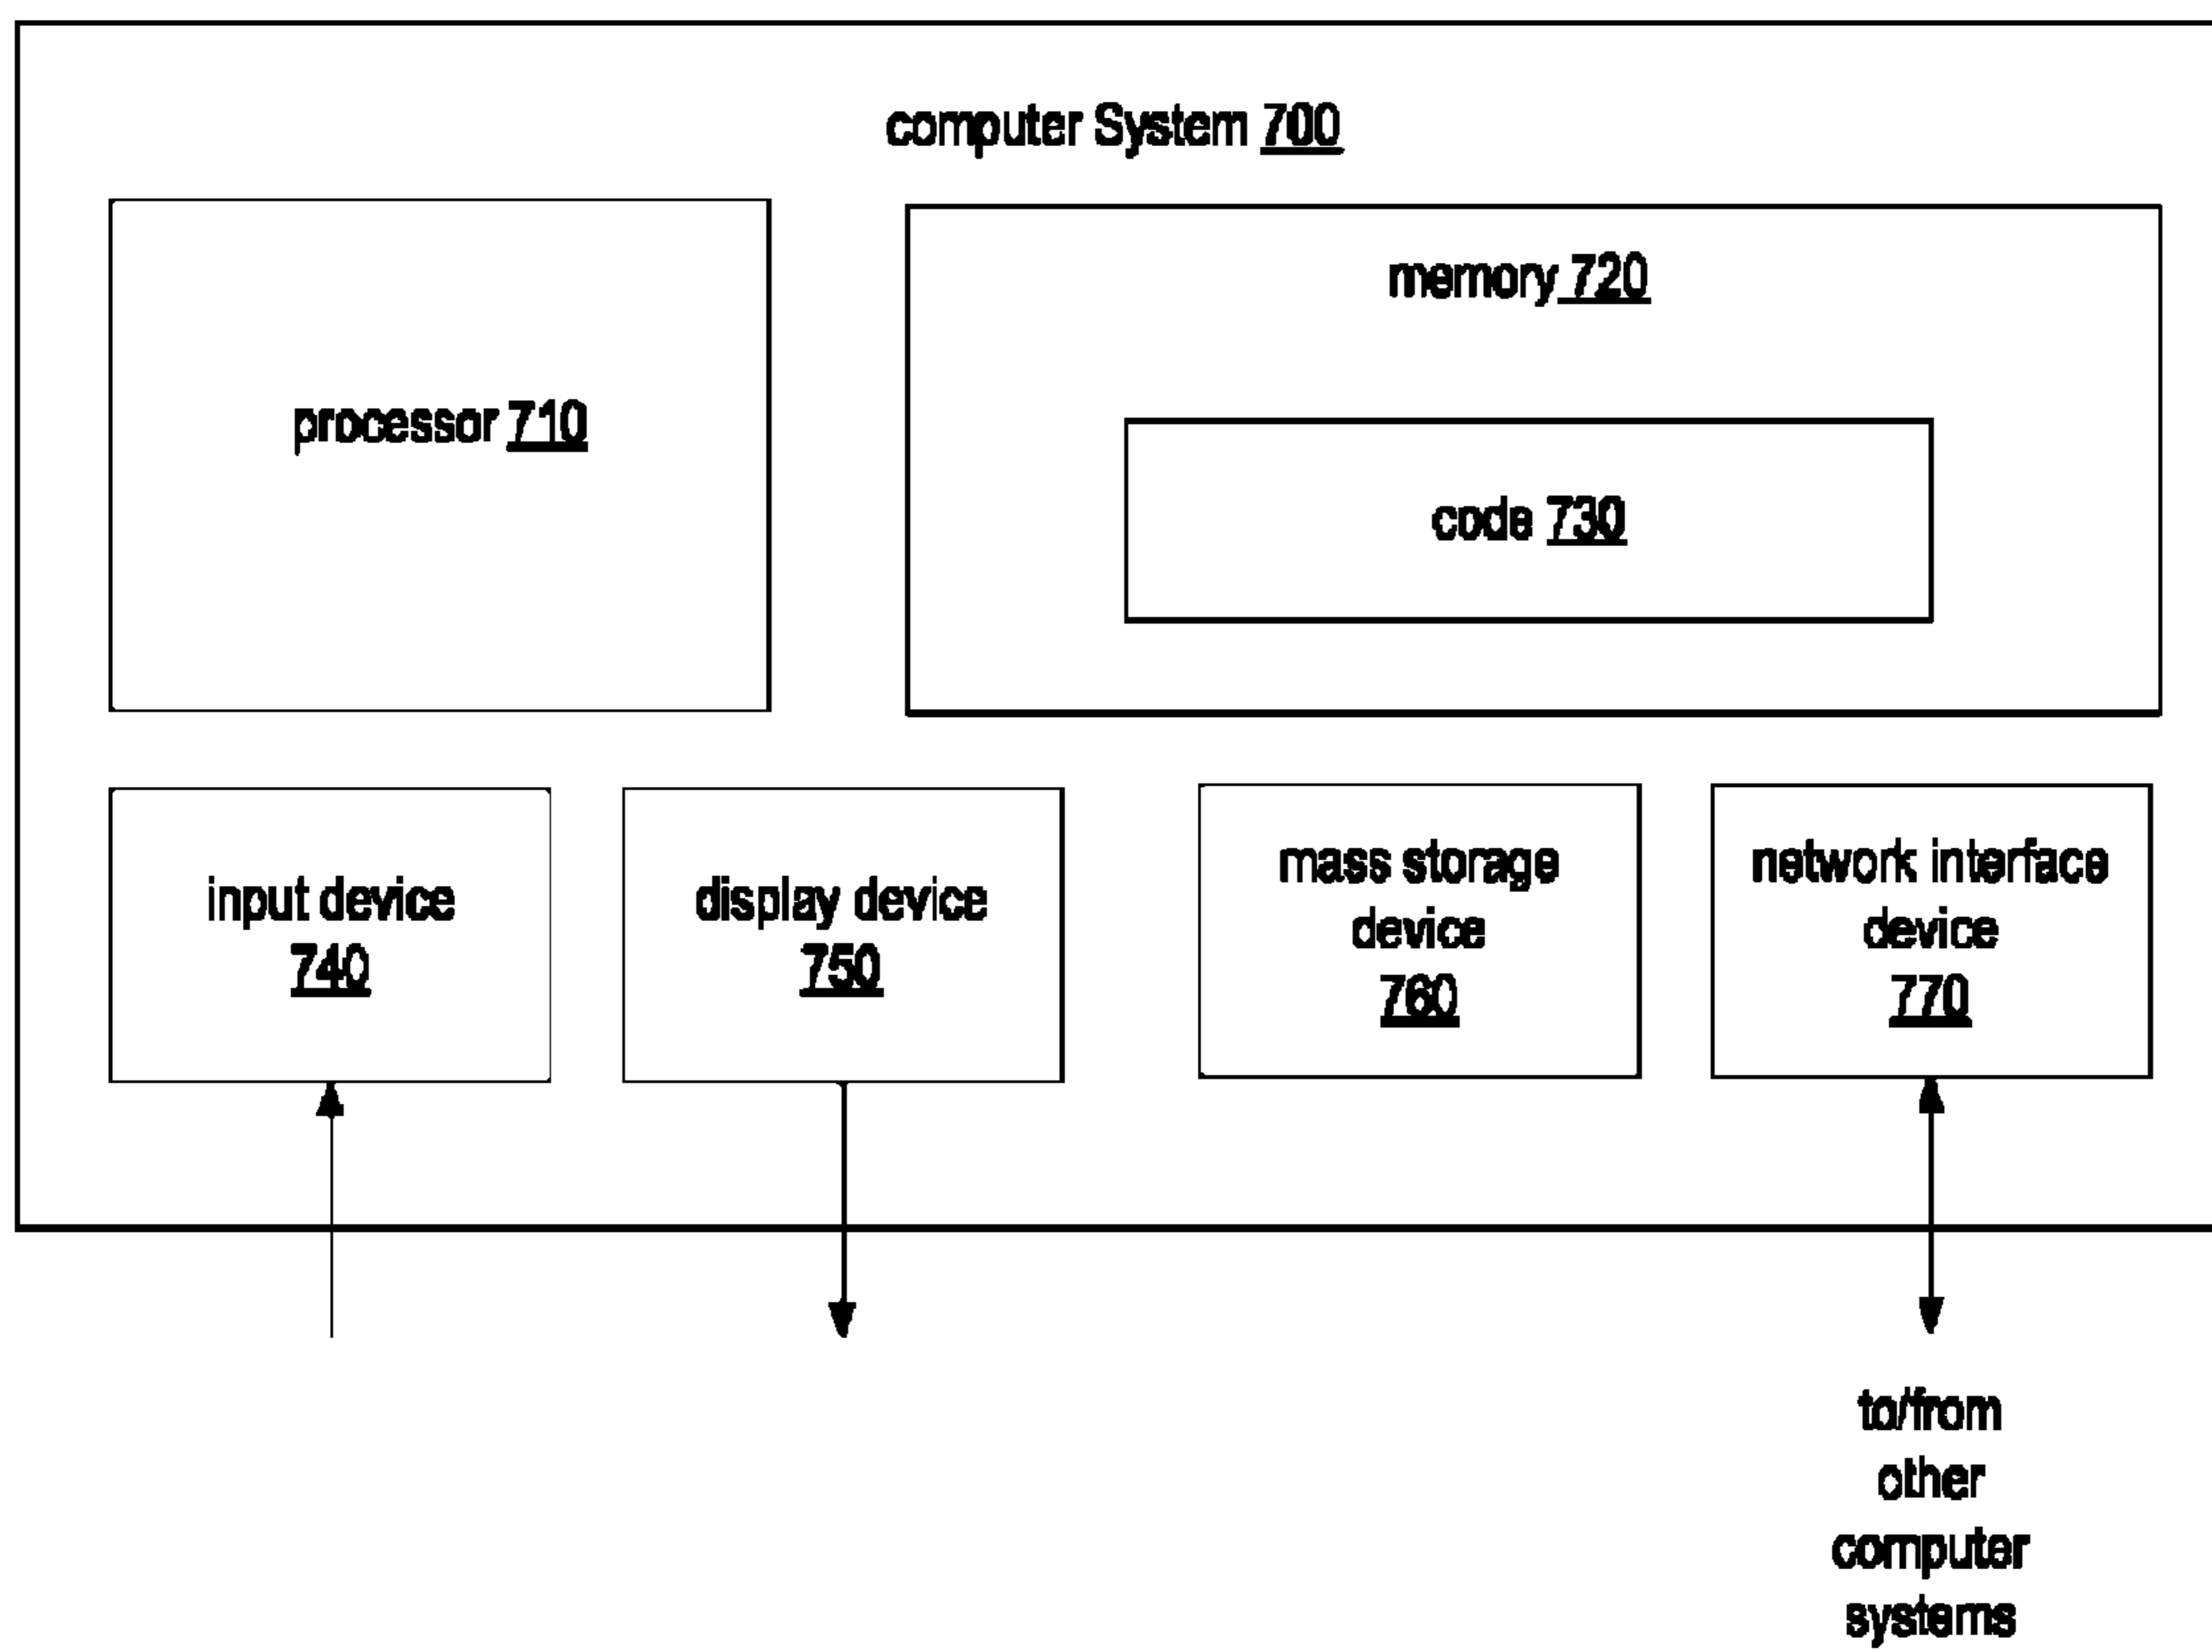 computer System 700
memory 720
processor 710
code 730
input device
740
display device
750
mass storage
device
760
network interface
device
770
to/from
other
computer
systems